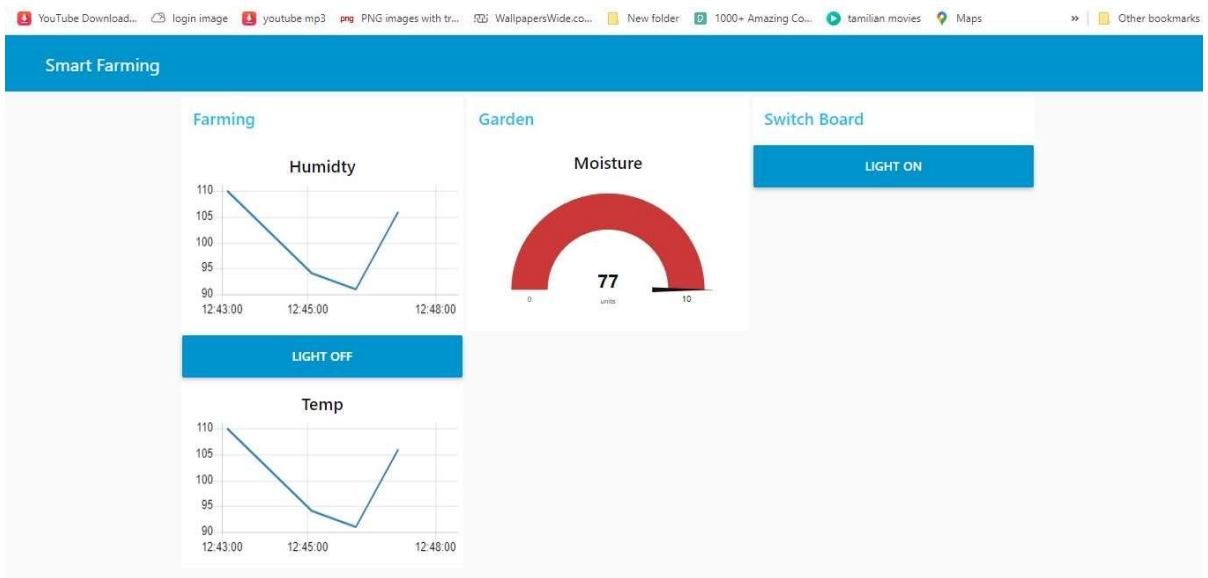 YouTube Download... login image youtube mp3 png PNG images with tr... WallpapersWide.co... New folder D 1000+ Amazing Co... tamilian movies Maps » Other bookmarks
Smart Farming
Farming
Humidty
110
105
100
95
90
12:43:00 12:45:00 12:48:00
LIGHT OFF
Temp
110
105
100
95
90
12:43:00 12:45:00 12:48:00
Garden
Moisture
77
units
0 10
Switch Board
LIGHT ON